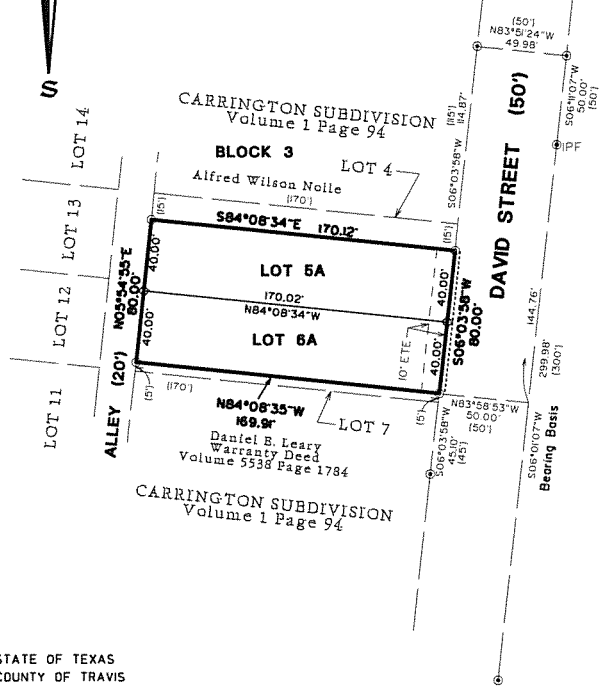 (50')
N83°51'24"W
49.98'
S06°11'07"W
50.00'
(50')
IPF
S
CARRINGTON SUBDIVISION
Volume 1 Page 94
BLOCK 3
LOT 4
Alfred Wilson Nolle
(170')
(115')
114.87'
S06°03'58"W
DAVID STREET (50')
LOT 14
LOT 13
LOT 12
LOT 11
(15')
S84°08'34"E 170.12'
(15')
LOT 5A
40.00'
40.00'
N05°54'55"E
80.00'
170.02'
N84°08'34"W
S06°03'58"W
80.00'
LOT 6A
40.00'
40.00'
10' ETE
144.76'
299.98'
(300')
ALLEY (20')
(5')
(170')
N84°08'35"W
169.91'
(5')
LOT 7
N83°58'53"W
50.00'
(50')
S06°03'58"W
45.10'
(45')
S06°01'07"W
Bearing Basis
Daniel B. Leary
Warranty Deed
Volume 5538 Page 1784
CARRINGTON SUBDIVISION
Volume 1 Page 94
STATE OF TEXAS
COUNTY OF TRAVIS